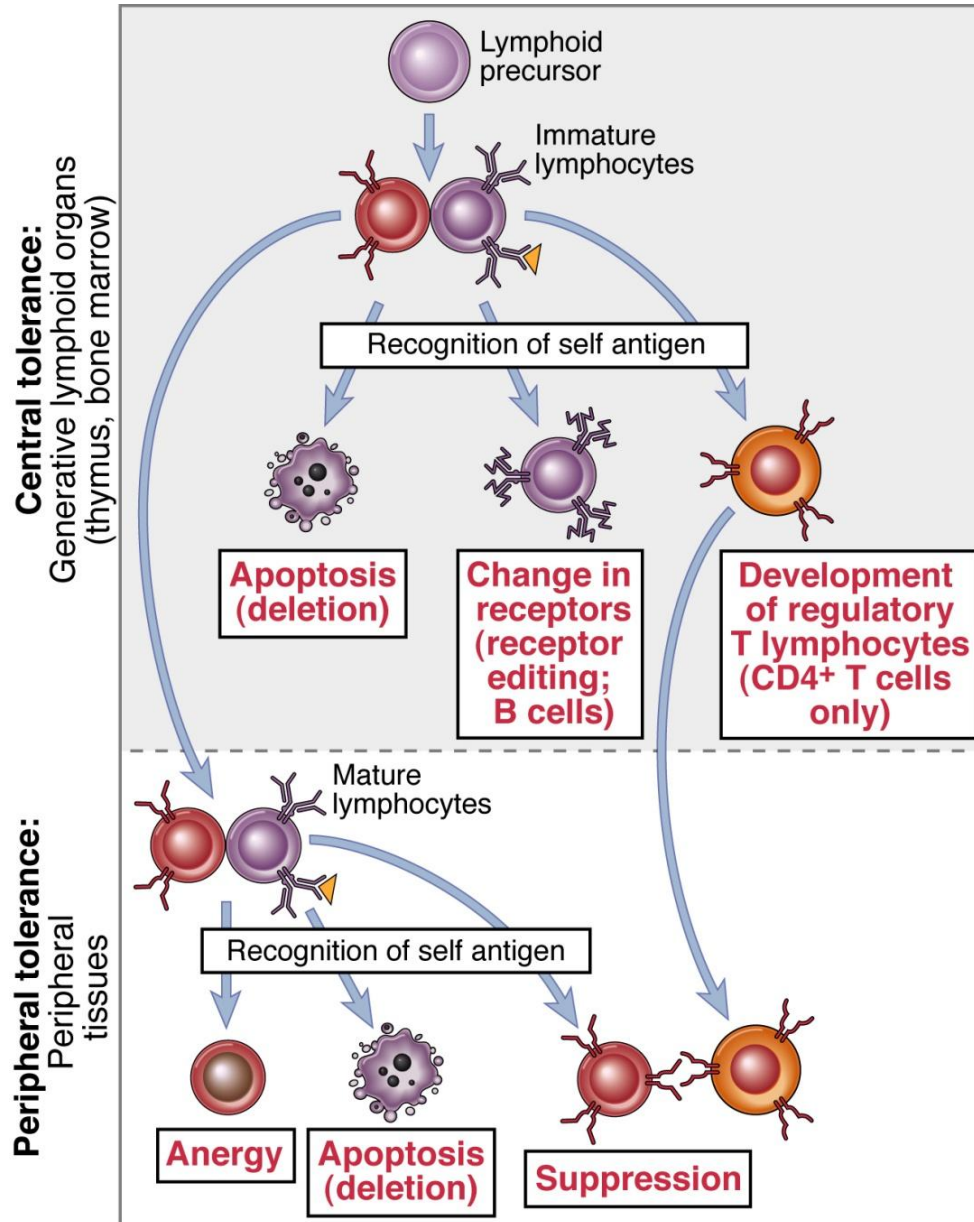 Lymphoid
precursor
Immature
lymphocytes
Central tolerance:
Generative lymphoid organs
(thymus, bone marrow)
Recognition of self antigen
Apoptosis
(deletion)
Change in
receptors
(receptor
editing;
B cells)
Development
of regulatory
T lymphocytes
(CD4+ T cells
only)
Mature
lymphocytes
Peripheral tolerance:
Peripheral
tissues
Recognition of self antigen
Anergy
Apoptosis
(deletion)
Suppression